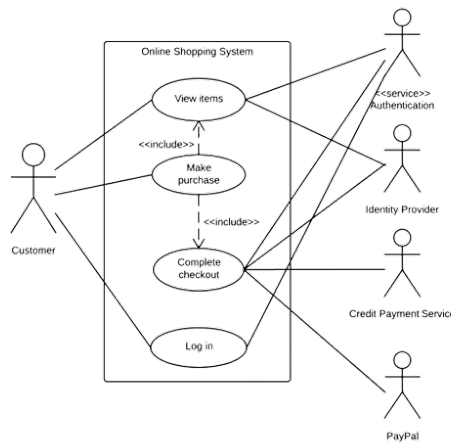 Online Shopping System
View items
<<service>>
Authentication
<<include>>
Make
purchase
Identity Provider
<<include>>
Customer
Complete
checkout
Credit Payment Service
Log in
PayPal